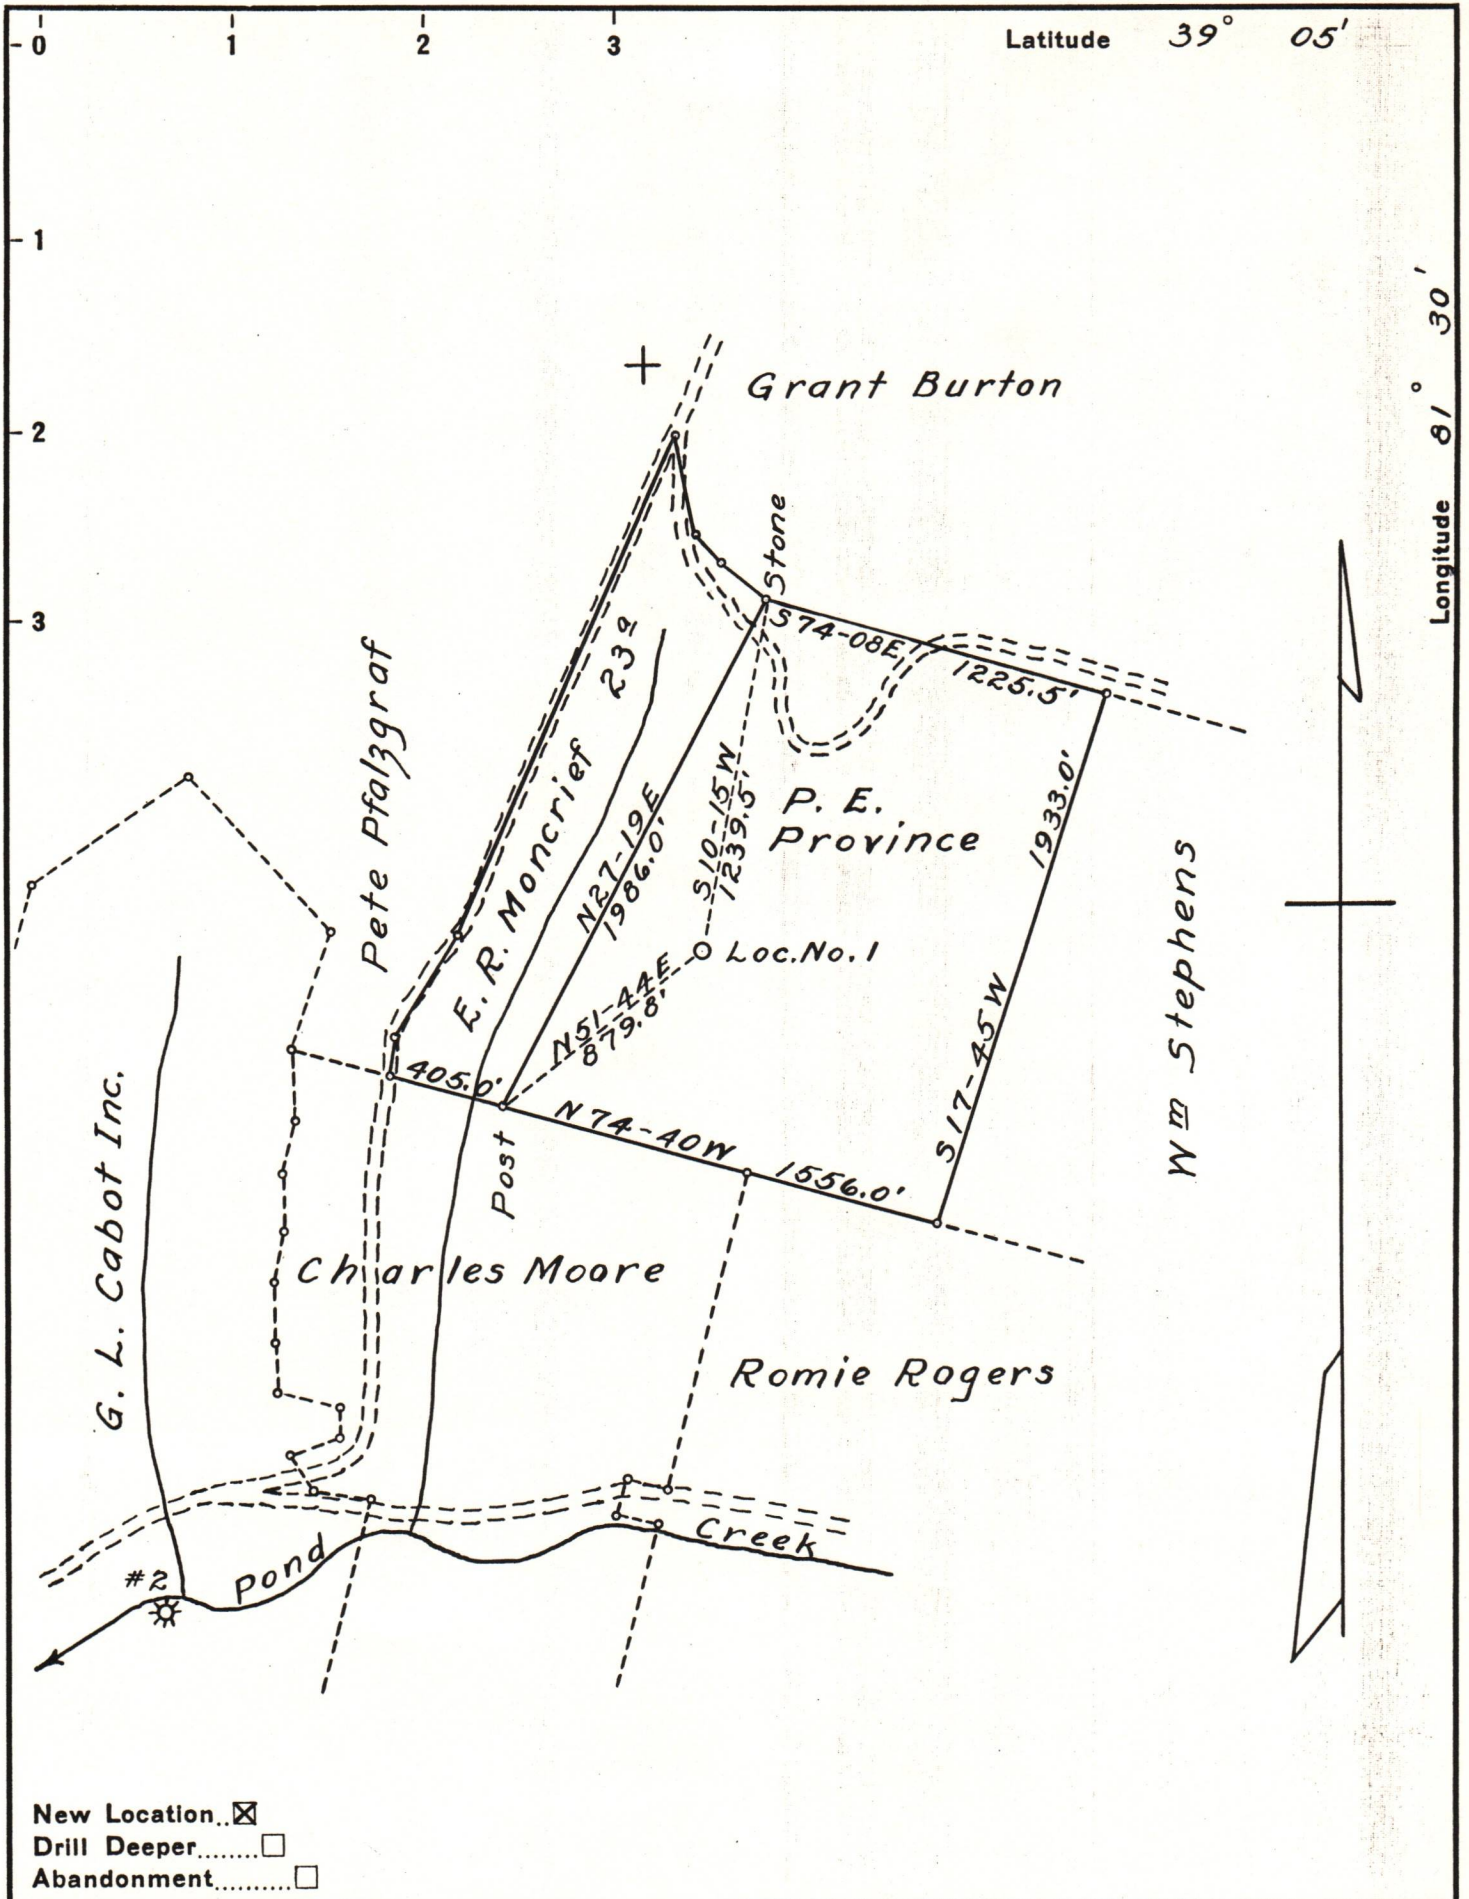 0 1 2 3 Latitude 39° 05'
1
2
3
Longitude 81° 30'
Grant Burton
Stone
S 74-08E
1225.5'
23 a
Pete Pfalzgraf
E. R. Moncrief
N27-19E
1986.0'
S10-15W
1239.5'
P. E.
Province
1933.0'
S 17-45W
Wm Stephens
Loc. No. 1
N51-44E
879.8'
405.0'
N 74-40W
1556.0'
Post
G. L. Cabot Inc.
Charles Moore
Romie Rogers
Pond Creek
#2
New Location..☒
Drill Deeper........☐
Abandonment..........☐